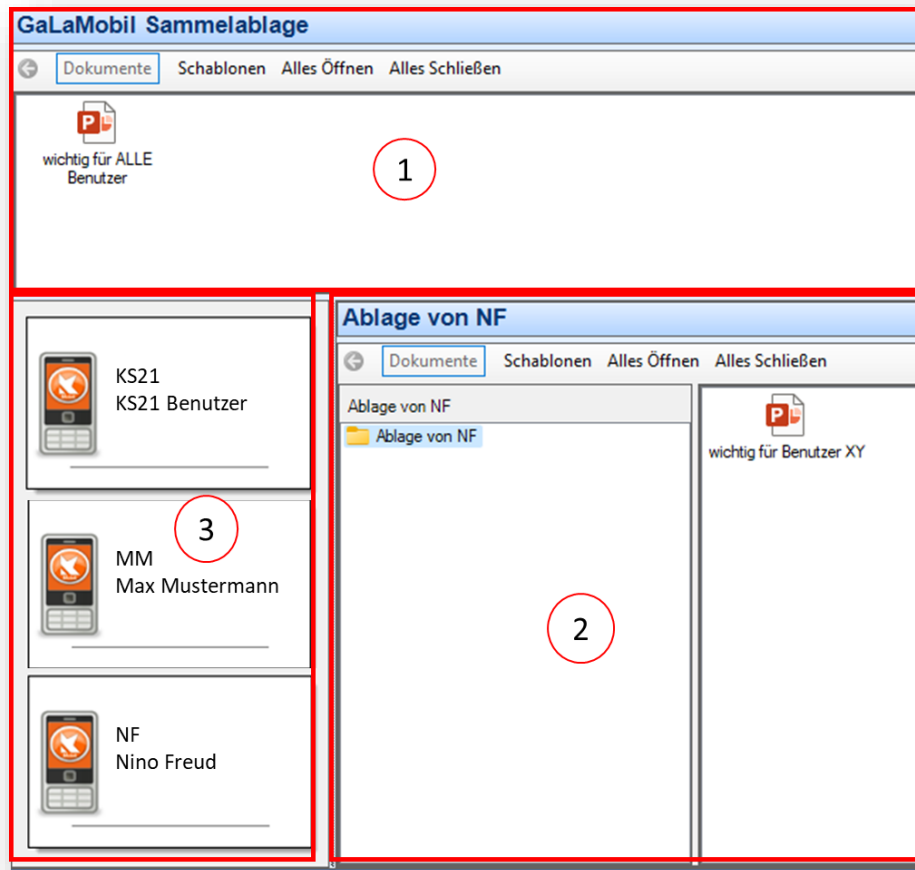 GaLaMobil Sammelablage
Dokumente Schablonen Alles Öffnen Alles Schließen
wichtig für ALLE
Benutzer
1
KS21
KS21 Benutzer
3
MM
Max Mustermann
NF
Nino Freud
Ablage von NF
Dokumente Schablonen Alles Öffnen Alles Schließen
Ablage von NF
Ablage von NF
wichtig für Benutzer XY
2